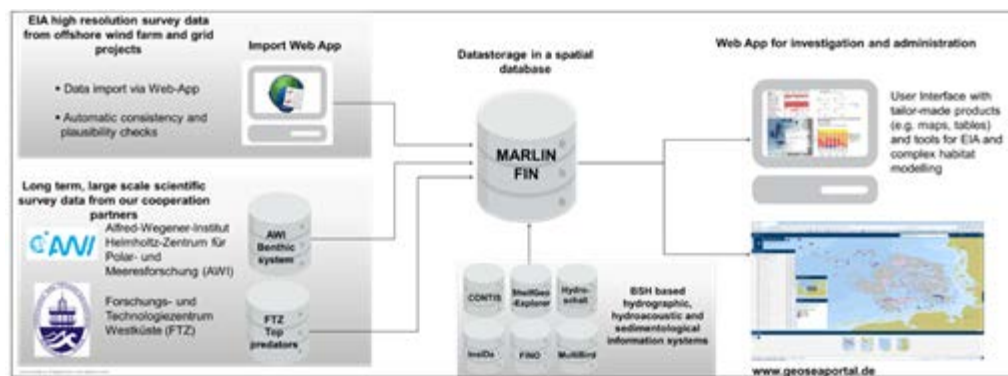 EIA high resolution survey data
from offshore wind farm and grid
projects
Import Web App
▪ Data import via Web-App
▪ Automatic consistency and
plausibility checks
Long term, large scale scientific
survey data from our cooperation
partners
AWI
Alfred-Wegener-Institut
Helmholtz-Zentrum für
Polar- und
Meeresforschung (AWI)
AWI
Benthic
system
Forschungs- und
Technologiezentrum
Westküste (FTZ)
FTZ
Top
predators
Datastorage in a spatial
database
MARLIN
FIN
CONTIS
ShelfGeo
-Explorer
Hydro-
schall
InsiDa
FINO
MultiBird
BSH based
hydrographic,
hydroacoustic and
sedimentological
information systems
Web App for investigation and administration
User Interface with
tailor-made products
(e.g. maps, tables)
and tools for EIA and
complex habitat
modelling
www.geoseaportal.de